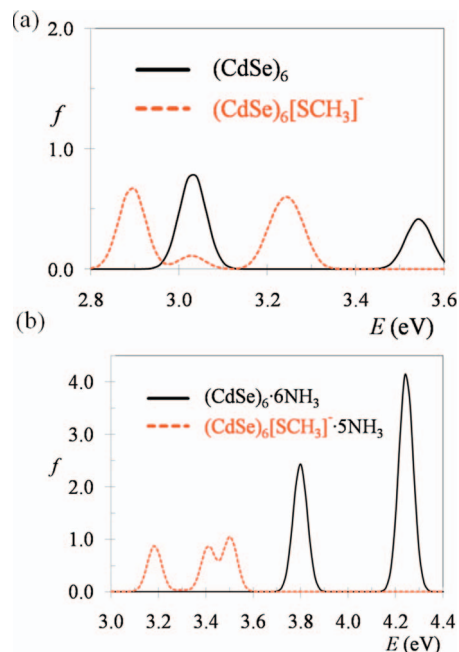 (a)
2.0
(CdSe)₆
(CdSe)₆[SCH₃]⁻
f
1.0
0.0
2.8 3.0 3.2 3.4 3.6
E (eV)
(b)
4.0
(CdSe)₆·6NH₃
(CdSe)₆[SCH₃]⁻·5NH₃
3.0
f
2.0
1.0
0.0
3.0 3.2 3.4 3.6 3.8 4.0 4.2 4.4
E (eV)